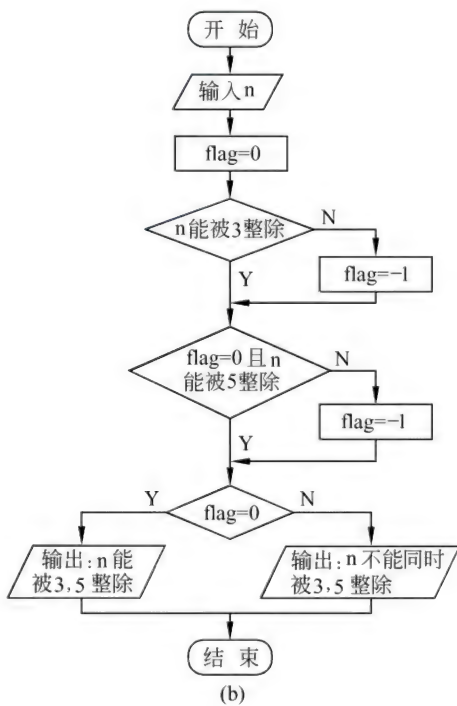 开 始
输入n
flag=0
n能被3整除
N
Y
flag=-1
flag=0 且 n
能被5整除
N
Y
flag=-1
flag=0
Y
N
输出:n能
被3,5 整除
输出:n不能同时
被3,5 整除
结 束
(b)